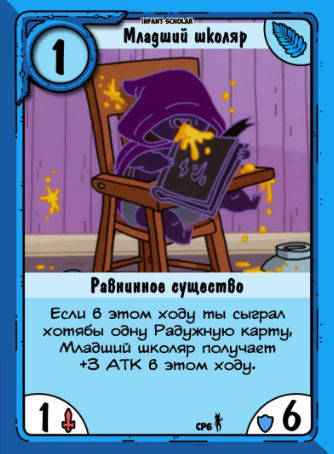 INFANT SCHOLAR
1
Младший школяр
Равнинное существо
Если в этом ходу ты сыграл
хотябы одну Радужную карту,
Младший школяр получает
+3 АТК в этом ходу.
1
CP6
6